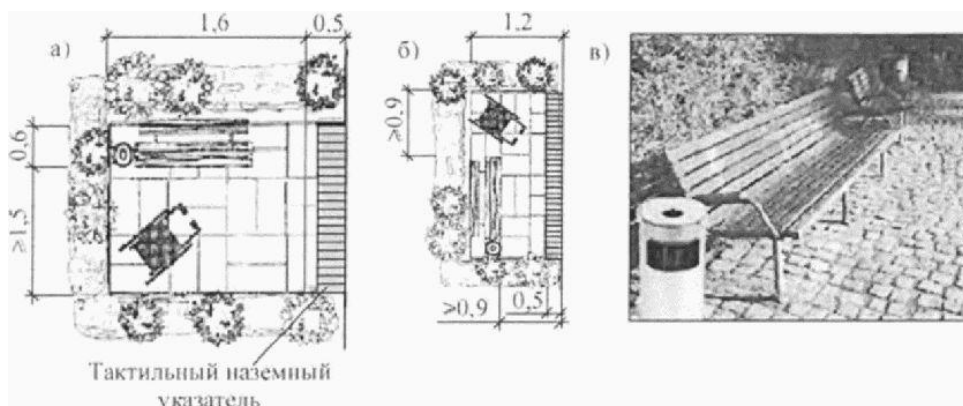 а)
1,6
0,5
б)
1,2
в)
0,6
≥1,5
≥0,9
≥0,9
0,5
Тактильный наземный
указатель